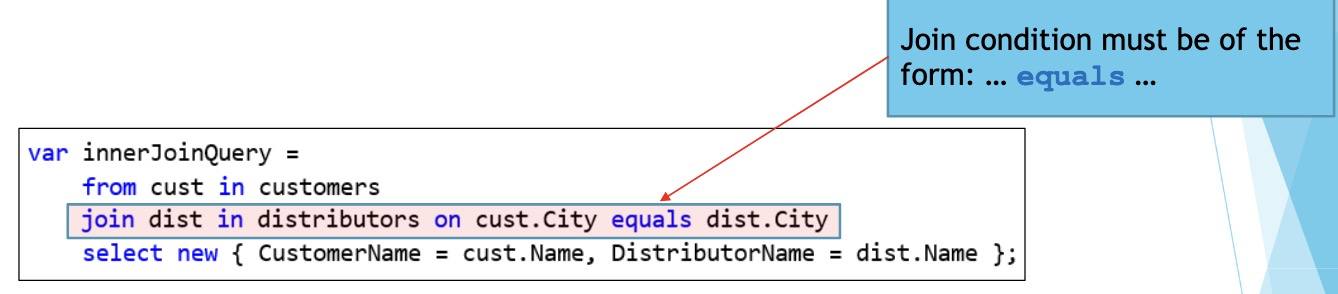 Join condition must be of the
form: … equals …
var innerJoinQuery =
from cust in customers
join dist in distributors on cust.City equals dist.City
select new { CustomerName = cust.Name, DistributorName = dist.Name };